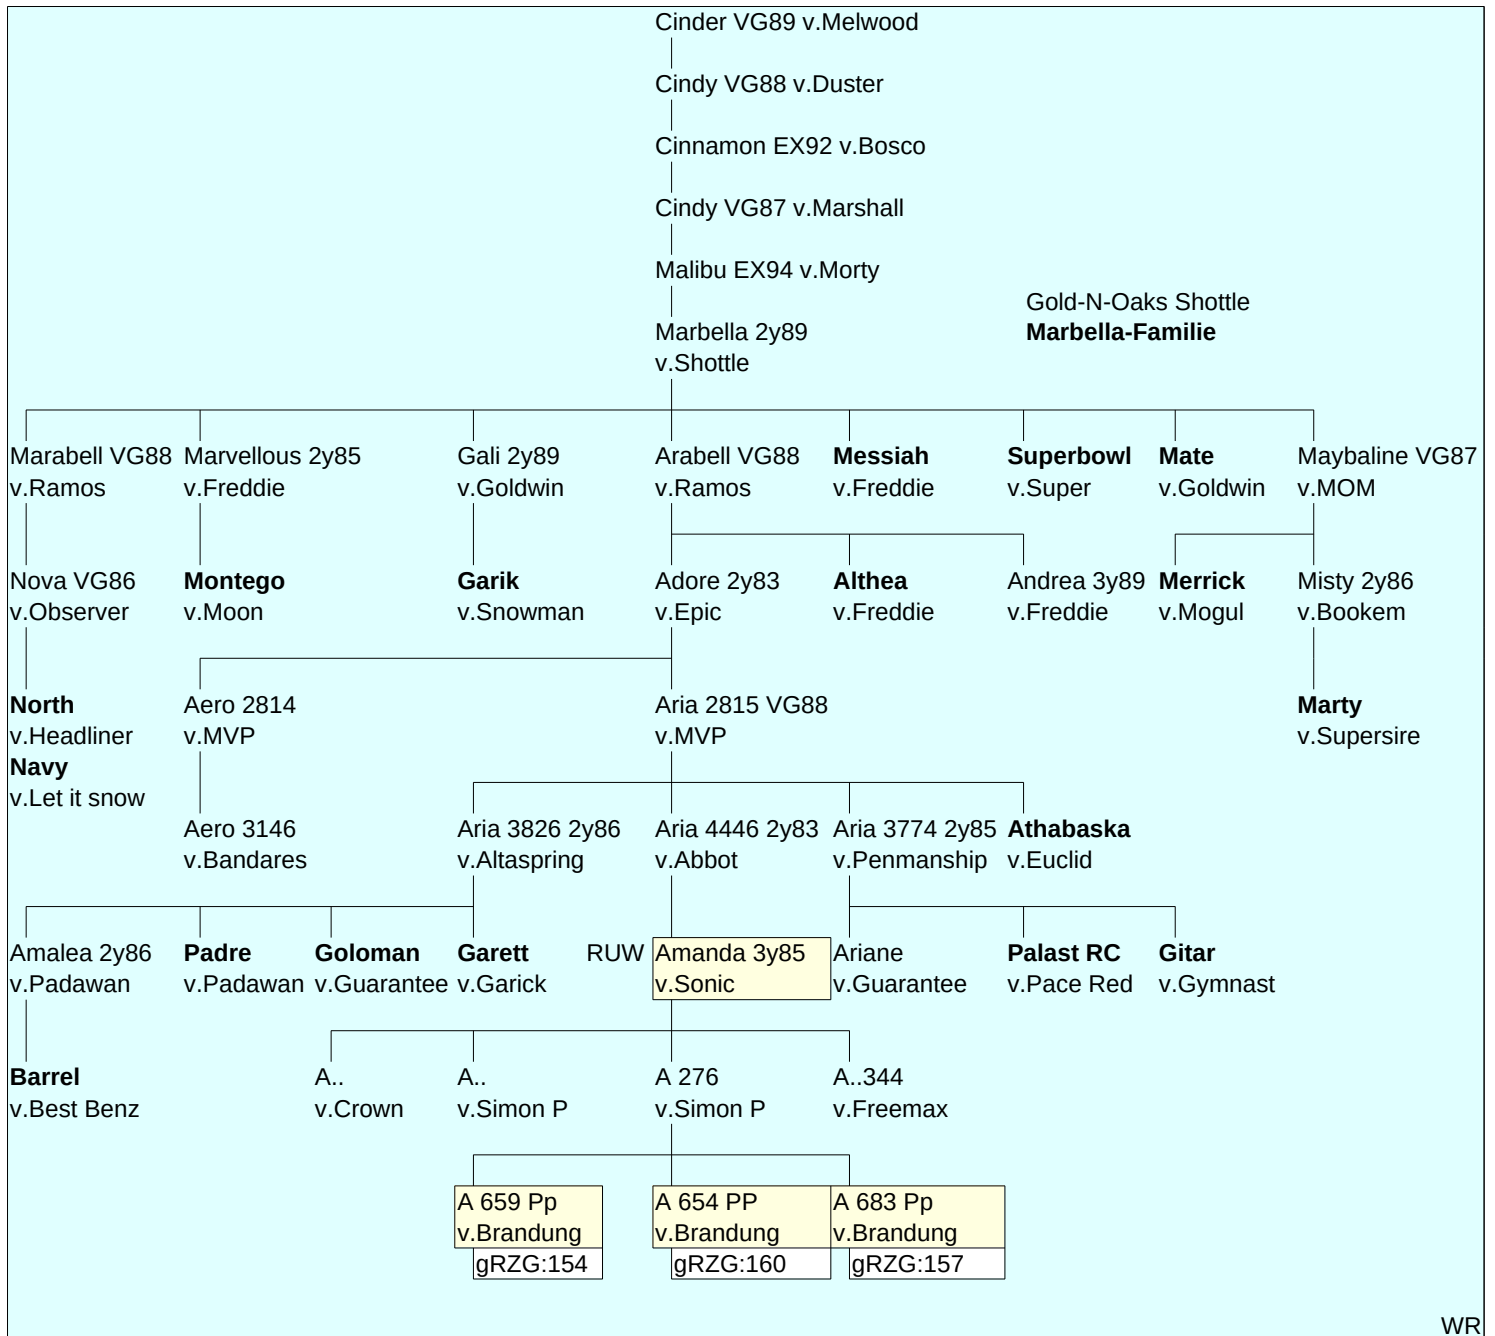 Cinder VG89 v.Melwood
Cindy VG88 v.Duster
Cinnamon EX92 v.Bosco
Cindy VG87 v.Marshall
Malibu EX94 v.Morty
Gold-N-Oaks Shottle
Marbella 2y89 Marbella-Familie
v.Shottle
Marabell VG88 Marvellous 2y85 Gali 2y89 Arabell VG88 Messiah Superbowl Mate Maybaline VG87
v.Ramos v.Freddie v.Goldwin v.Ramos v.Freddie v.Super v.Goldwin v.MOM
Nova VG86 Montego Garik Adore 2y83 Althea Andrea 3y89 Merrick Misty 2y86
v.Observer v.Moon v.Snowman v.Epic v.Freddie v.Freddie v.Mogul v.Bookem
North Aero 2814 Aria 2815 VG88 Marty
v.Headliner v.MVP v.MVP v.Supersire
Navy
v.Let it snow
Aero 3146 Aria 3826 2y86 Aria 4446 2y83 Aria 3774 2y85 Athabaska
v.Bandares v.Altaspring v.Abbot v.Penmanship v.Euclid
Amalea 2y86 Padre Goloman Garett RUW Amanda 3y85 Ariane Palast RC Gitar
v.Padawan v.Padawan v.Guarantee v.Garick v.Sonic v.Guarantee v.Pace Red v.Gymnast
Barrel A.. A.. A 276 A..344
v.Best Benz v.Crown v.Simon P v.Simon P v.Freemax
A 659 Pp A 654 PP A 683 Pp
v.Brandung v.Brandung v.Brandung
gRZG:154 gRZG:160 gRZG:157
WR